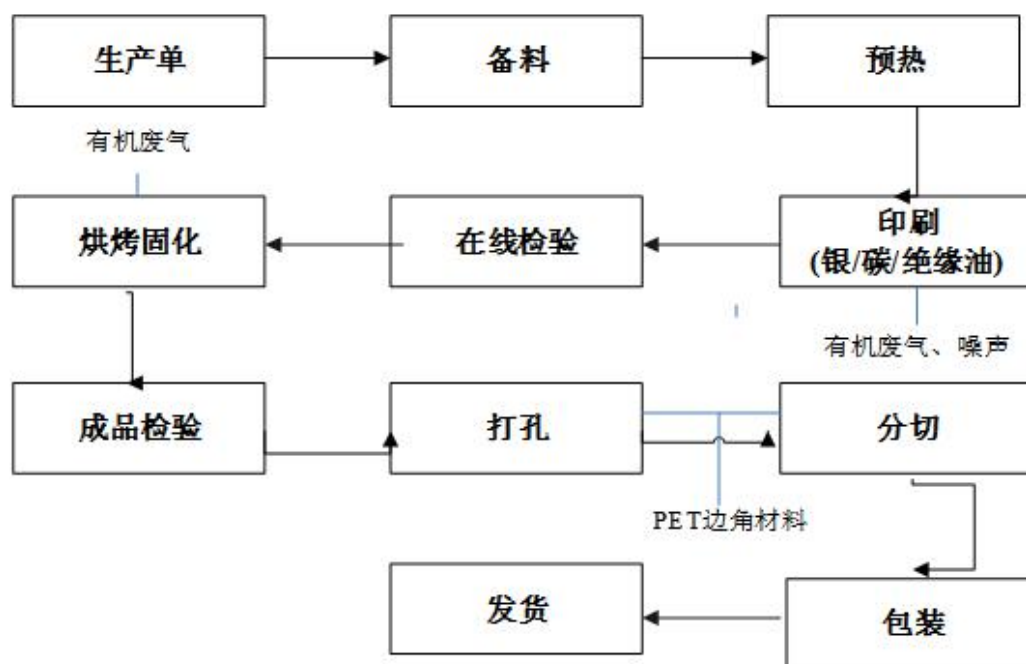 生产单
备料
预热
有机废气
烘烤固化
在线检验
印刷
(银/碳/绝缘油)
有机废气、噪声
成品检验
打孔
分切
PET边角材料
发货
包装